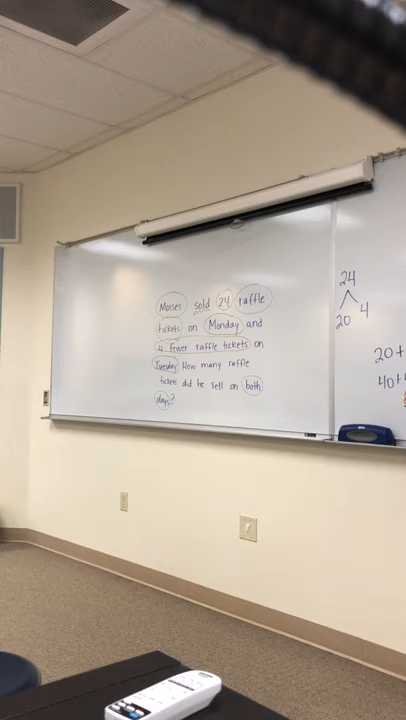 Moises sold 24 raffle
tickets on Monday and
4 fewer raffle tickets on
Tuesday How many raffle
tickets did he sell on both
days?
24
20 4
20+
40+